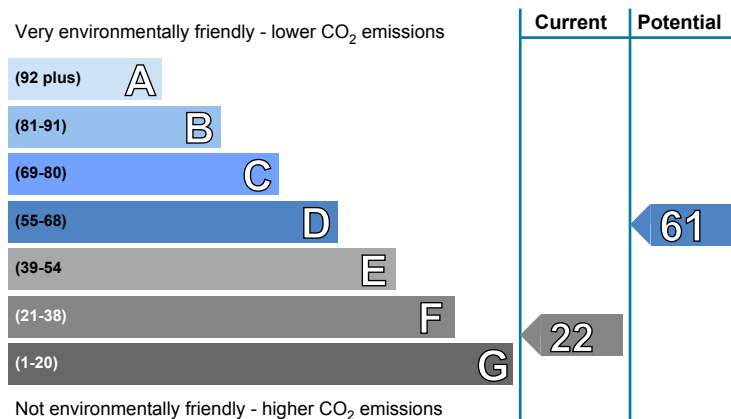 Very environmentally friendly - lower CO₂ emissions
Current Potential
(92 plus) A
(81-91) B
(69-80) C
(55-68) D
61
(39-54 E
(21-38) F
22
(1-20) G
Not environmentally friendly - higher CO₂ emissions